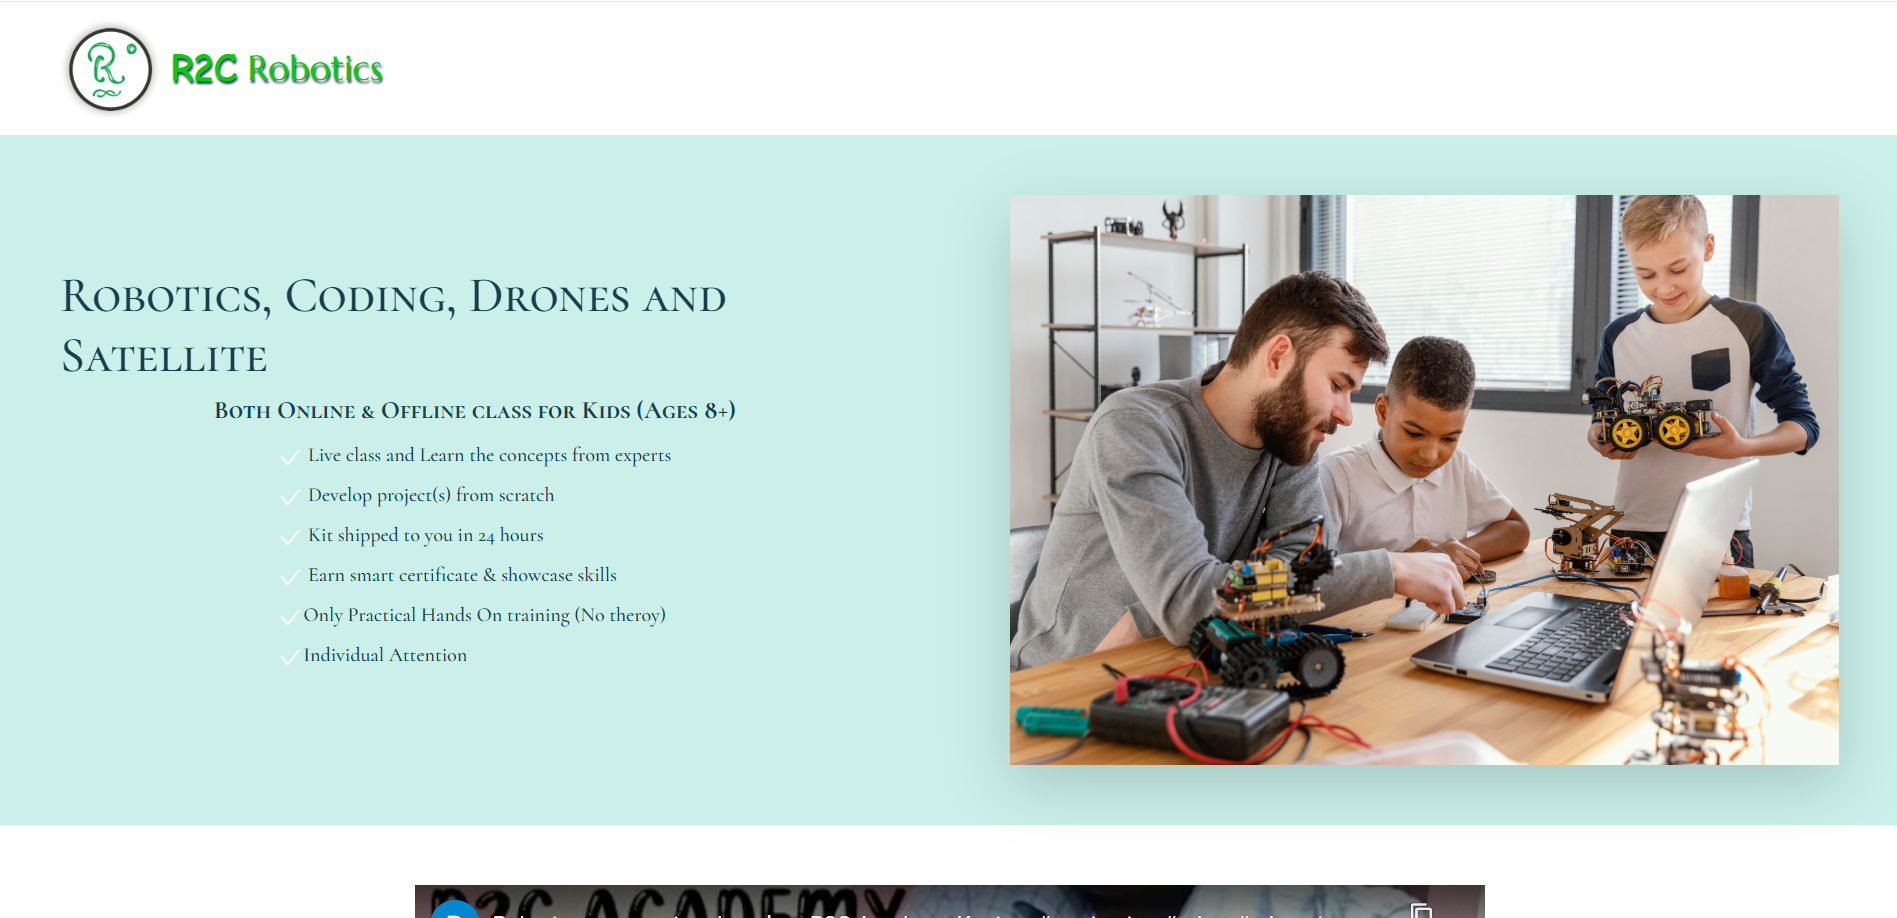 R2C Robotics
Robotics, Coding, Drones and
Satellite
Both Online & Offline class for Kids (Ages 8+)
Live class and Learn the concepts from experts
Develop project(s) from scratch
Kit shipped to you in 24 hours
Earn smart certificate & showcase skills
Only Practical Hands On training (No theroy)
Individual Attention
R2C ACADEMY